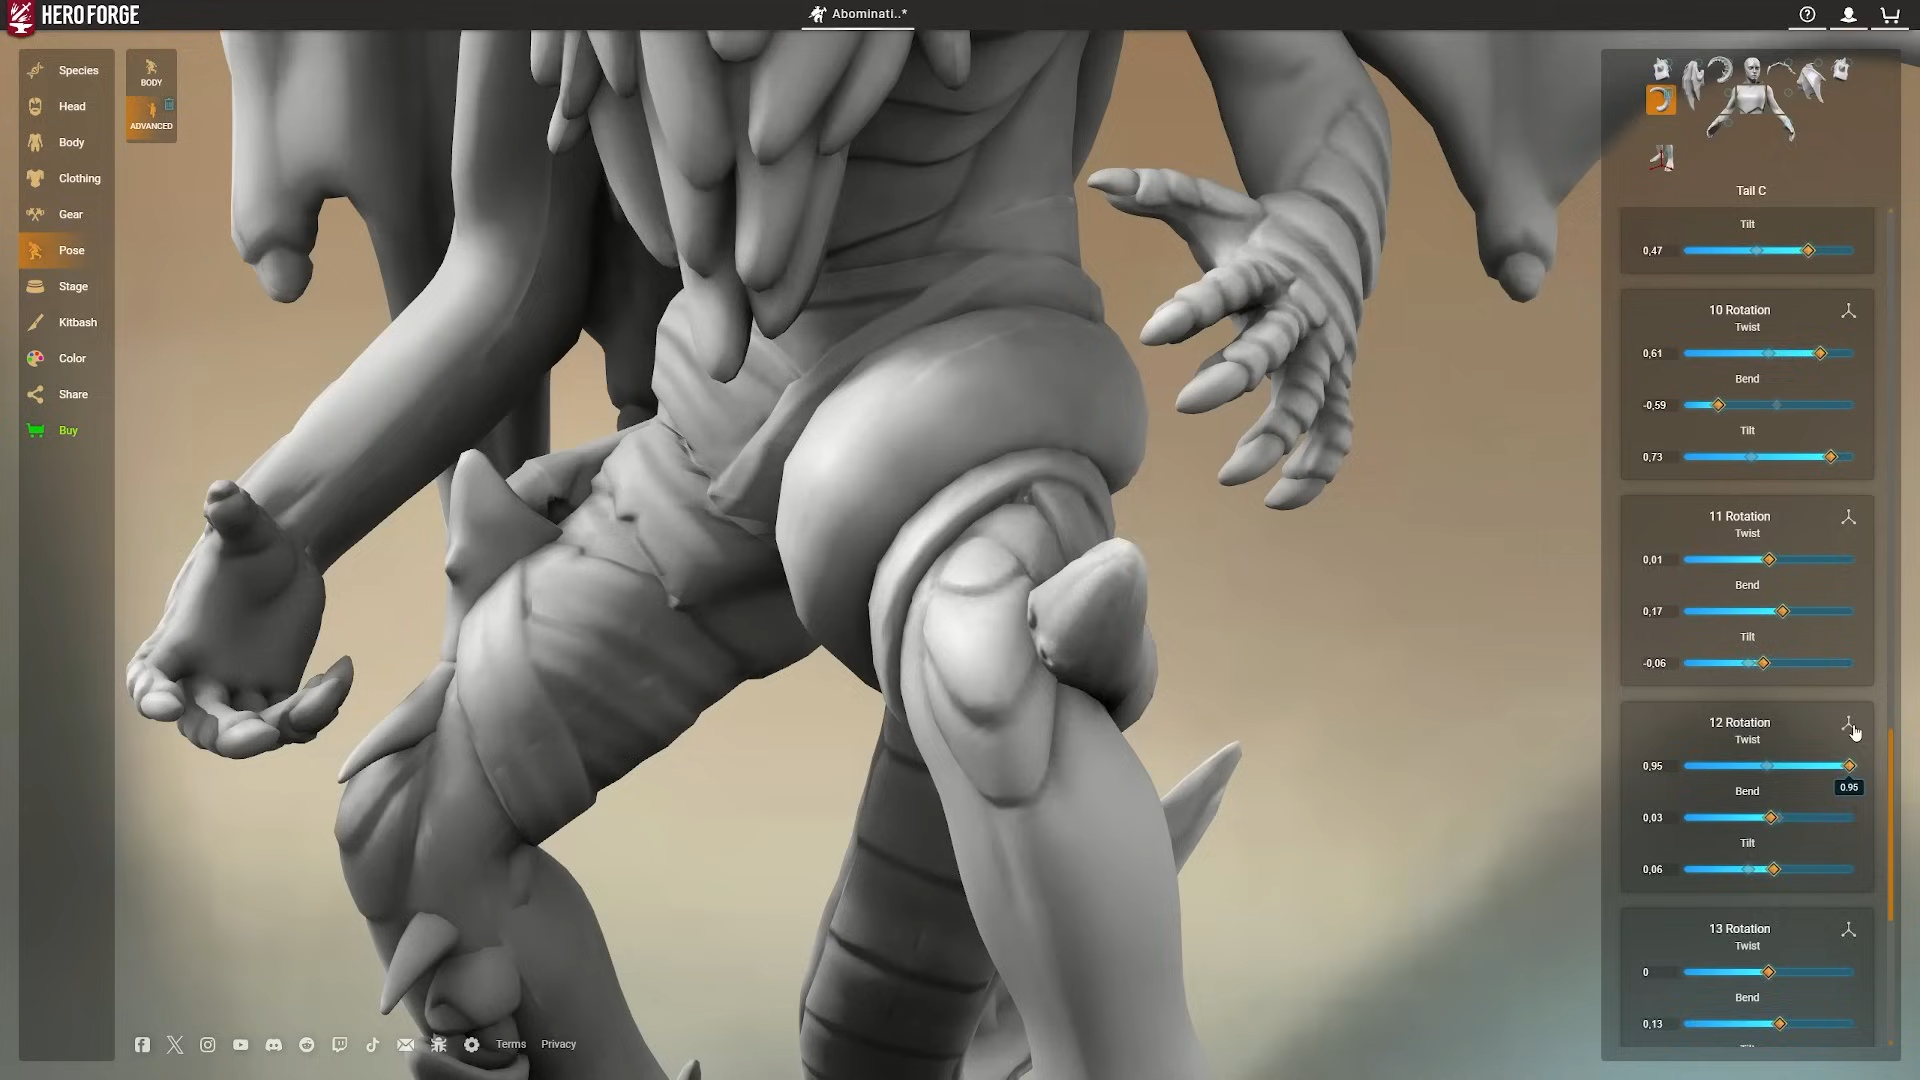 HERO FORGE
Abominati..*
Species
Head
Body
Clothing
Gear
Pose
Stage
Kitbash
Color
Share
Buy
BODY
ADVANCED
Tail C
Tilt
0,47
10 Rotation
Twist
0,61
Bend
-0,59
Tilt
0,73
11 Rotation
Twist
0,01
Bend
0,17
Tilt
-0,06
12 Rotation
Twist
0,95
0.95
Bend
0,03
Tilt
0,06
13 Rotation
Twist
0
Bend
0,13
Terms
Privacy